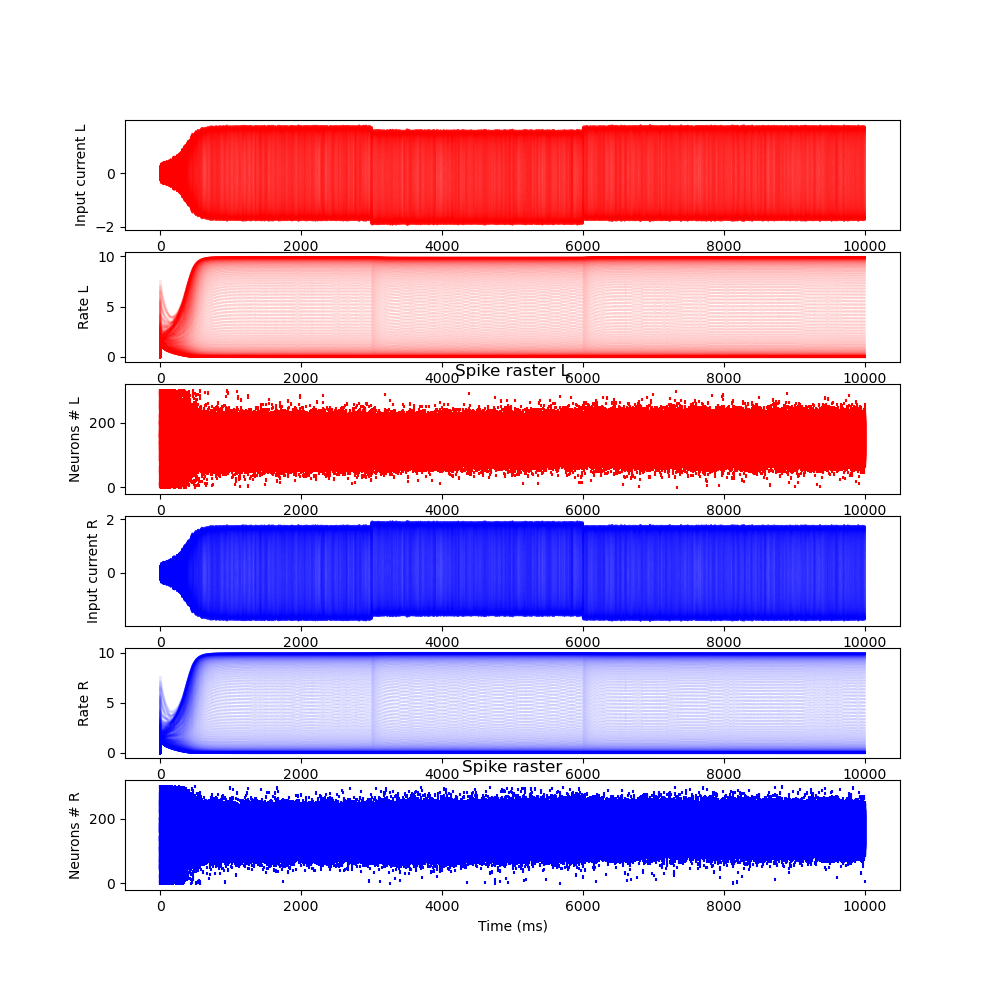 Input current L
0
−2
0 2000 4000 6000 8000 10000
Rate L
10
5
0
0 2000 4000 6000 8000 10000
Spike raster L
Neurons # L
200
0
0 2000 4000 6000 8000 10000
Input current R
2
0
0 2000 4000 6000 8000 10000
Rate R
10
5
0
0 2000 4000 6000 8000 10000
Spike raster
Neurons # R
200
0
0 2000 4000 6000 8000 10000
Time (ms)